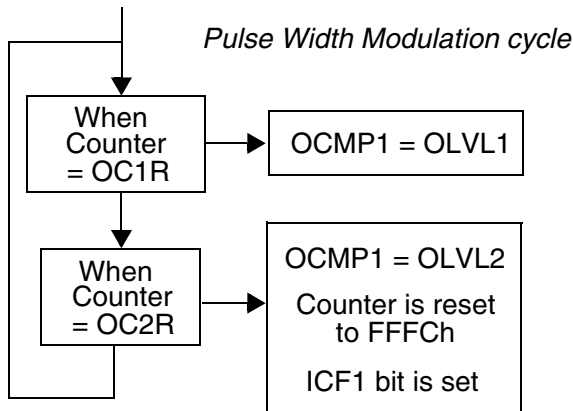 Pulse Width Modulation cycle
When
Counter
= OC1R
OCMP1 = OLVL1
When
Counter
= OC2R
OCMP1 = OLVL2
Counter is reset
to FFFCh
ICF1 bit is set